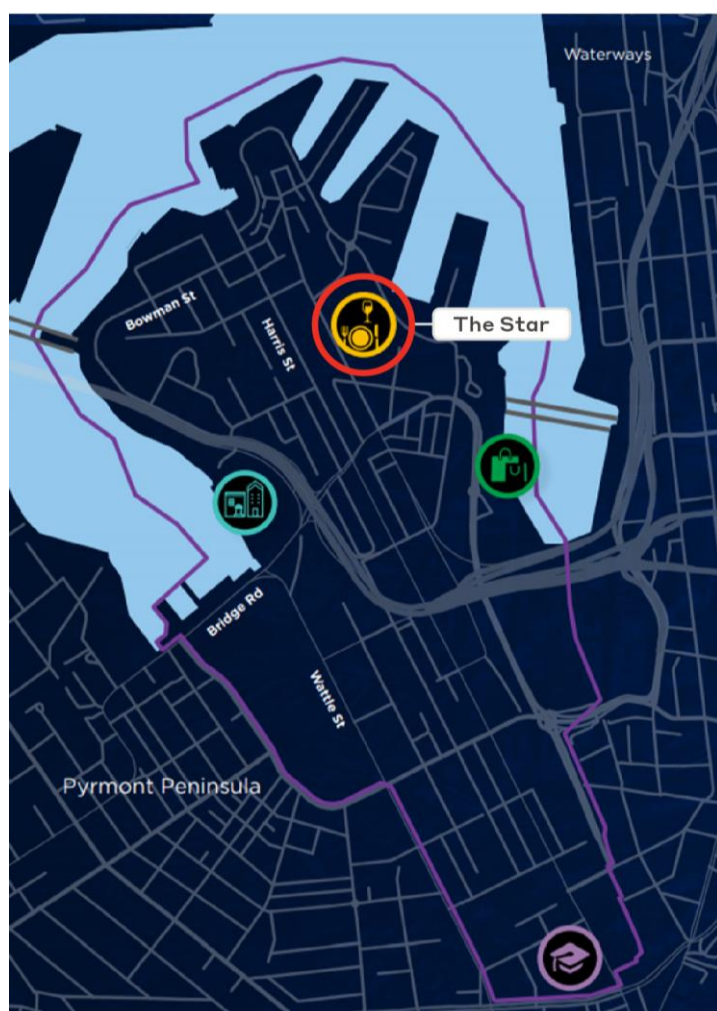 Waterways
Bowman St
Harris St
The Star
Bridge Rd
Wattle St
Pyrmont Peninsula